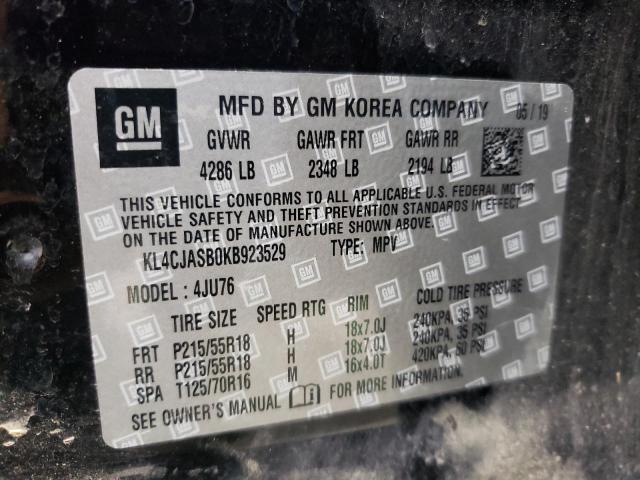 GM
MFD BY GM KOREA COMPANY 05/19
GVWR GAWR FRT GAWR RR
4286 LB 2348 LB 2194 LB
THIS VEHICLE CONFORMS TO ALL APPLICABLE U.S. FEDERAL MOTOR
VEHICLE SAFETY AND THEFT PREVENTION STANDARDS IN EFFECT
ON THE DATE OF MANUFACTURE SHOWN ABOVE.
KL4CJASB0KB923529 TYPE: MPV
MODEL: 4JU76
TIRE SIZE SPEED RTG RIM COLD TIRE PRESSURE
FRT P215/55R18 H 18x7.0J 240KPA, 35 PSI
RR P215/55R18 H 18x7.0J 240KPA, 35 PSI
SPA T125/70R16 M 16x4.0T 420KPA, 60 PSI
SEE OWNER'S MANUAL FOR MORE INFORMATION.